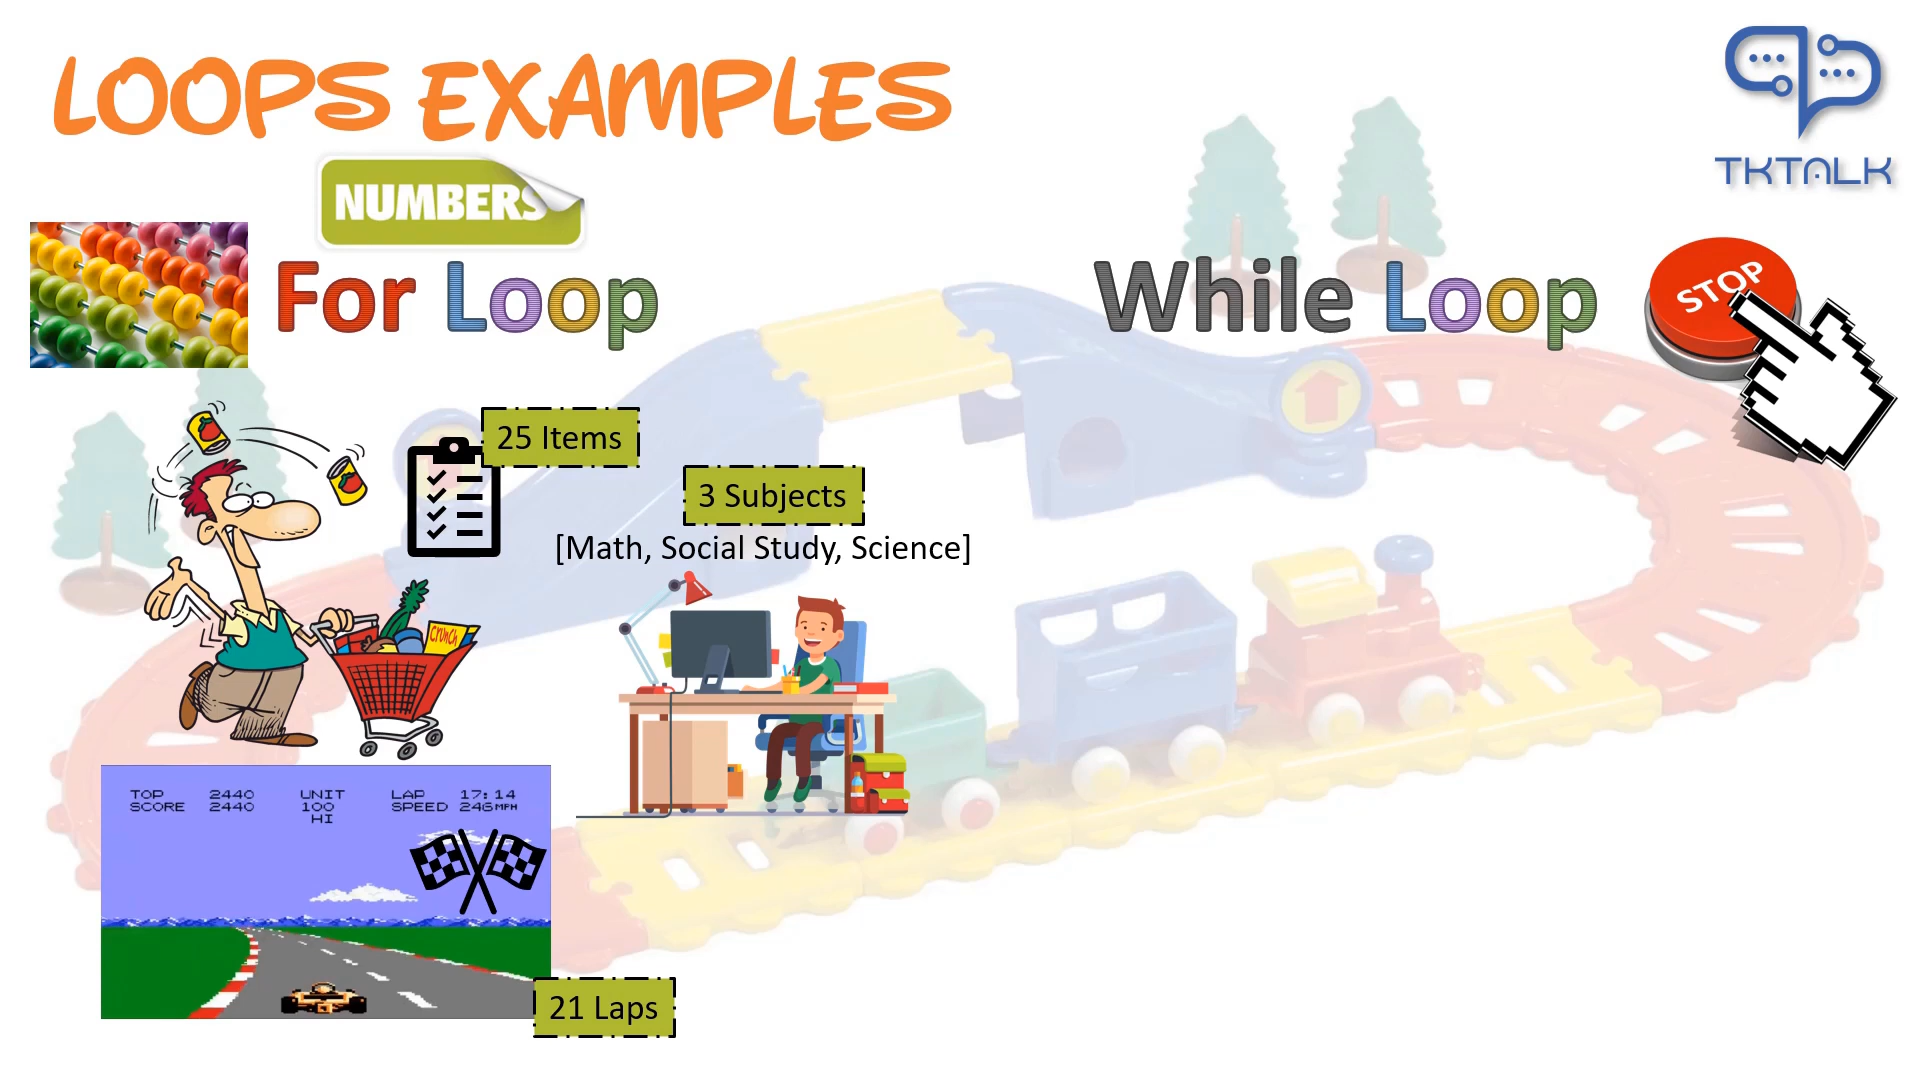 LOOPS EXAMPLES
TKTALK
NUMBERS
For Loop
While Loop
STOP
25 Items
3 Subjects
[Math, Social Study, Science]
CRUNCH
TOP 2440 UNIT LAP 17:14
SCORE 2440 100 SPEED 246MPH
HI
21 Laps